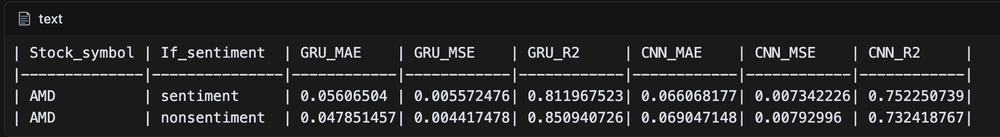 text
| Stock_symbol | If_sentiment  | GRU_MAE    | GRU_MSE    | GRU_R2     | CNN_MAE    | CNN_MSE    | CNN_R2     |
|--------------|---------------|------------|------------|------------|------------|------------|------------|
| AMD          | sentiment     | 0.05606504 | 0.005572476| 0.811967523| 0.066068177| 0.007342226| 0.752250739|
| AMD          | nonsentiment  | 0.047851457| 0.004417478| 0.850940726| 0.069047148| 0.00792996 | 0.732418767|